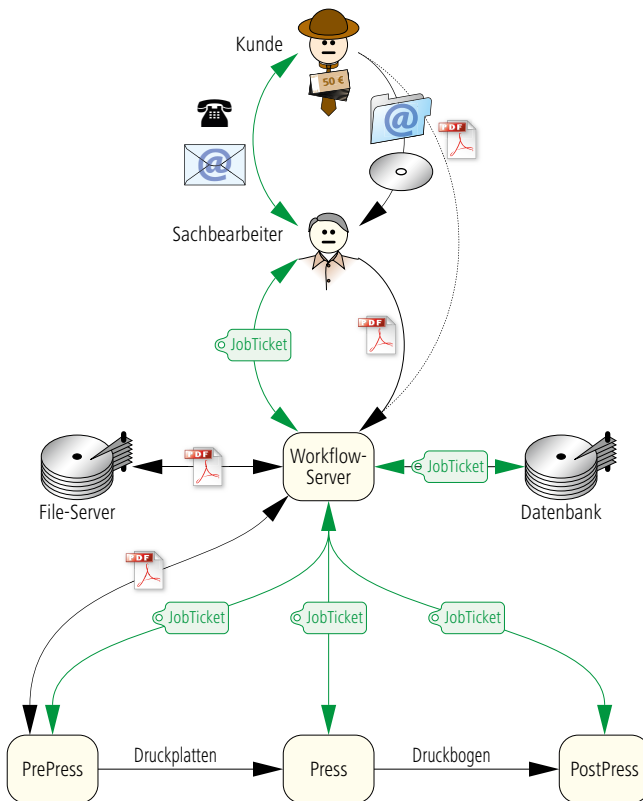 Kunde
50 €
@
PDF
@
Sachbearbeiter
JobTicket
PDF
Workflow-
Server
File-Server
PDF
JobTicket
Datenbank
PDF
JobTicket
JobTicket
JobTicket
PrePress
Druckplatten
Press
Druckbogen
PostPress